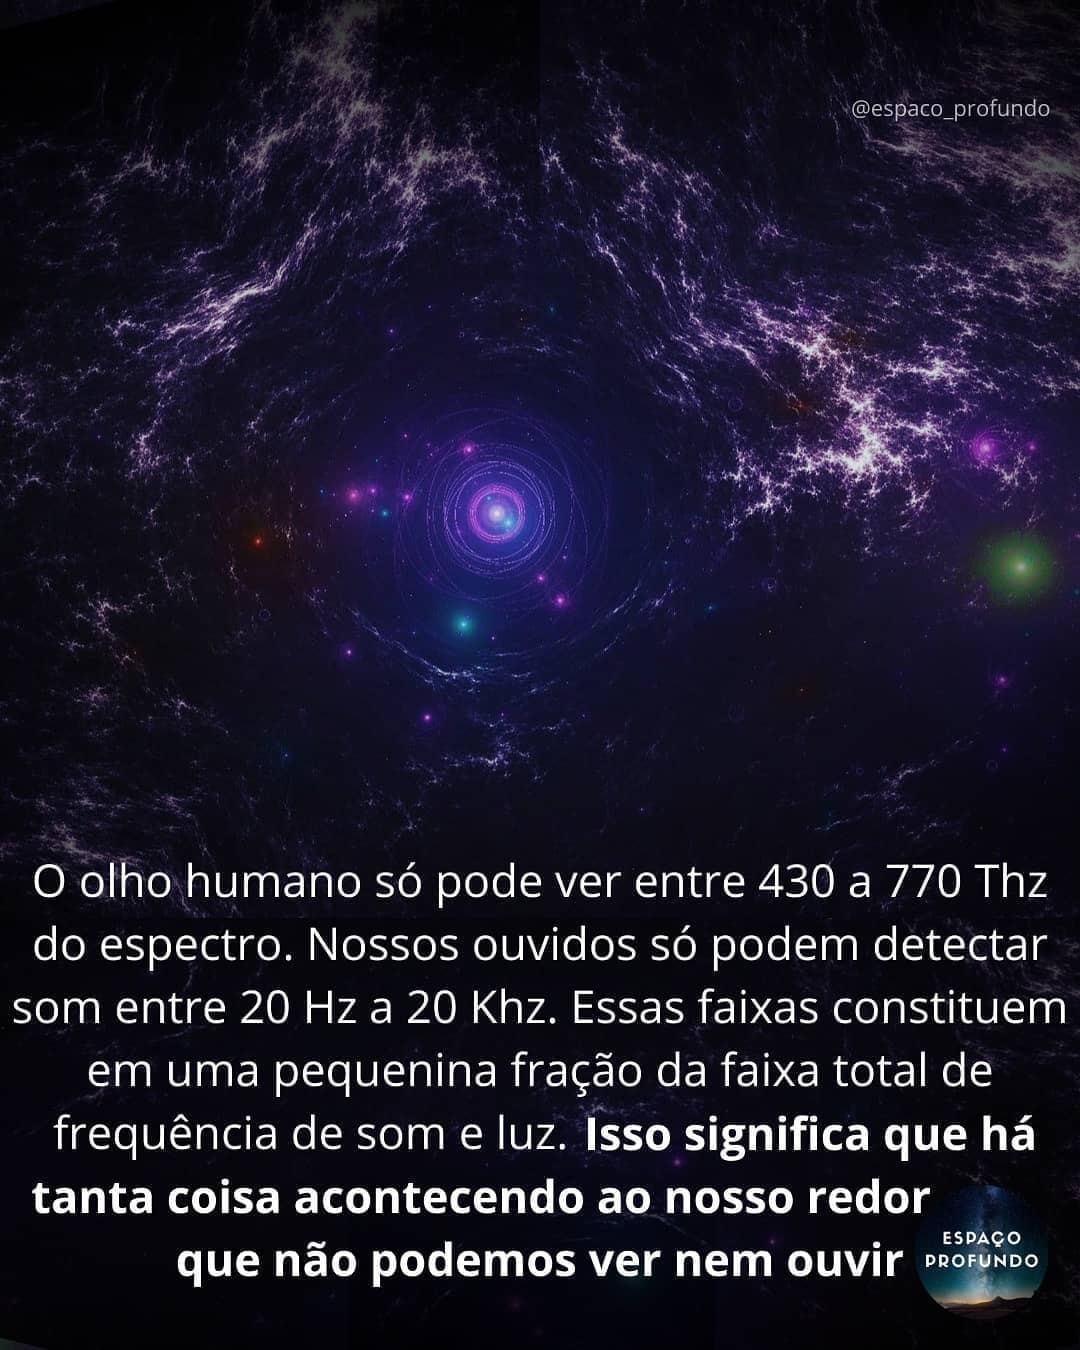 @espaco_profundo
O olho humano só pode ver entre 430 a 770 Thz
do espectro. Nossos ouvidos só podem detectar
som entre 20 Hz a 20 Khz. Essas faixas constituem
em uma pequenina fração da faixa total de
frequência de som e luz. Isso significa que há
tanta coisa acontecendo ao nosso redor
que não podemos ver nem ouvir
ESPAÇO
PROFUNDO